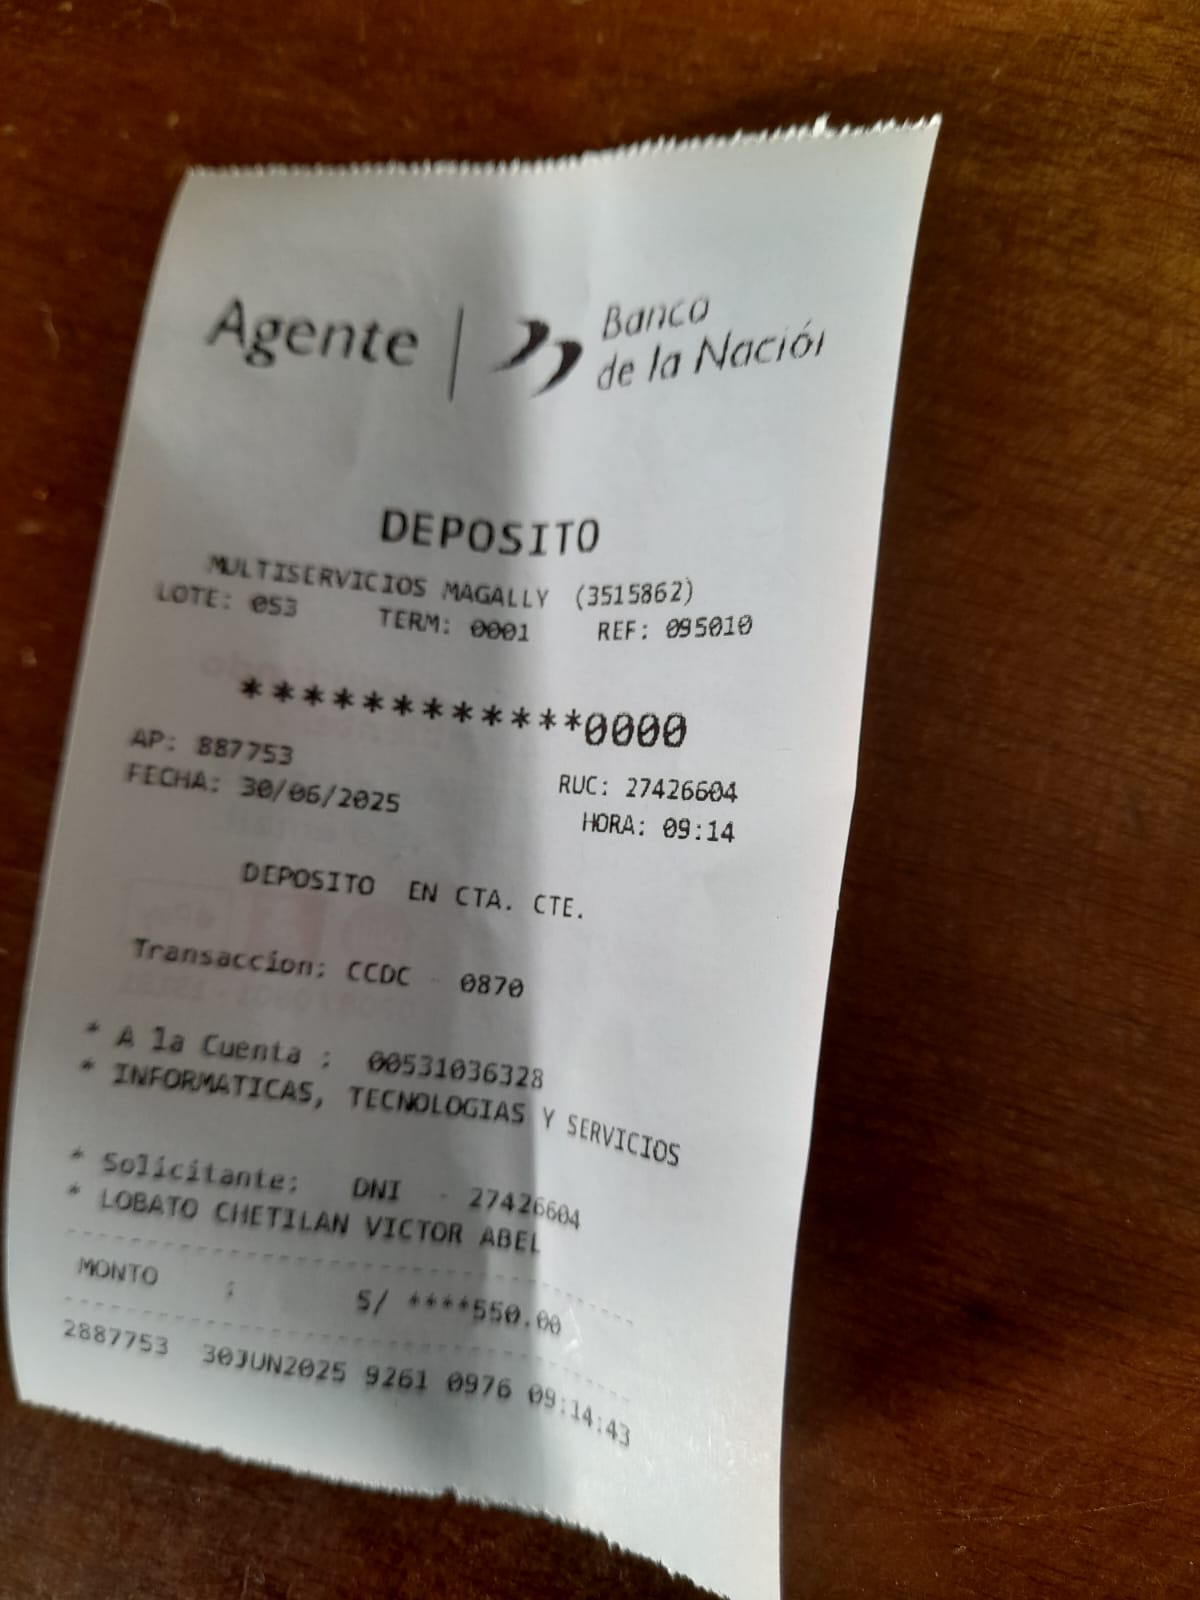 Agente | Banco
de la Nación
DEPOSITO
MULTISERVICIOS MAGALLY (3515862)
LOTE: 053 TERM: 0001 REF: 095010
************0000
AP: 887753 RUC: 27426604
FECHA: 30/06/2025 HORA: 09:14
DEPOSITO EN CTA. CTE.
Transaccion: CCDC - 0870
* A la Cuenta : 00531036328
* INFORMATICAS, TECNOLOGIAS Y SERVICIOS
* Solicitante: DNI - 27426604
* LOBATO CHETILAN VICTOR ABEL
MONTO : S/ ****550.00
2887753 30JUN2025 9261 0976 09:14:43